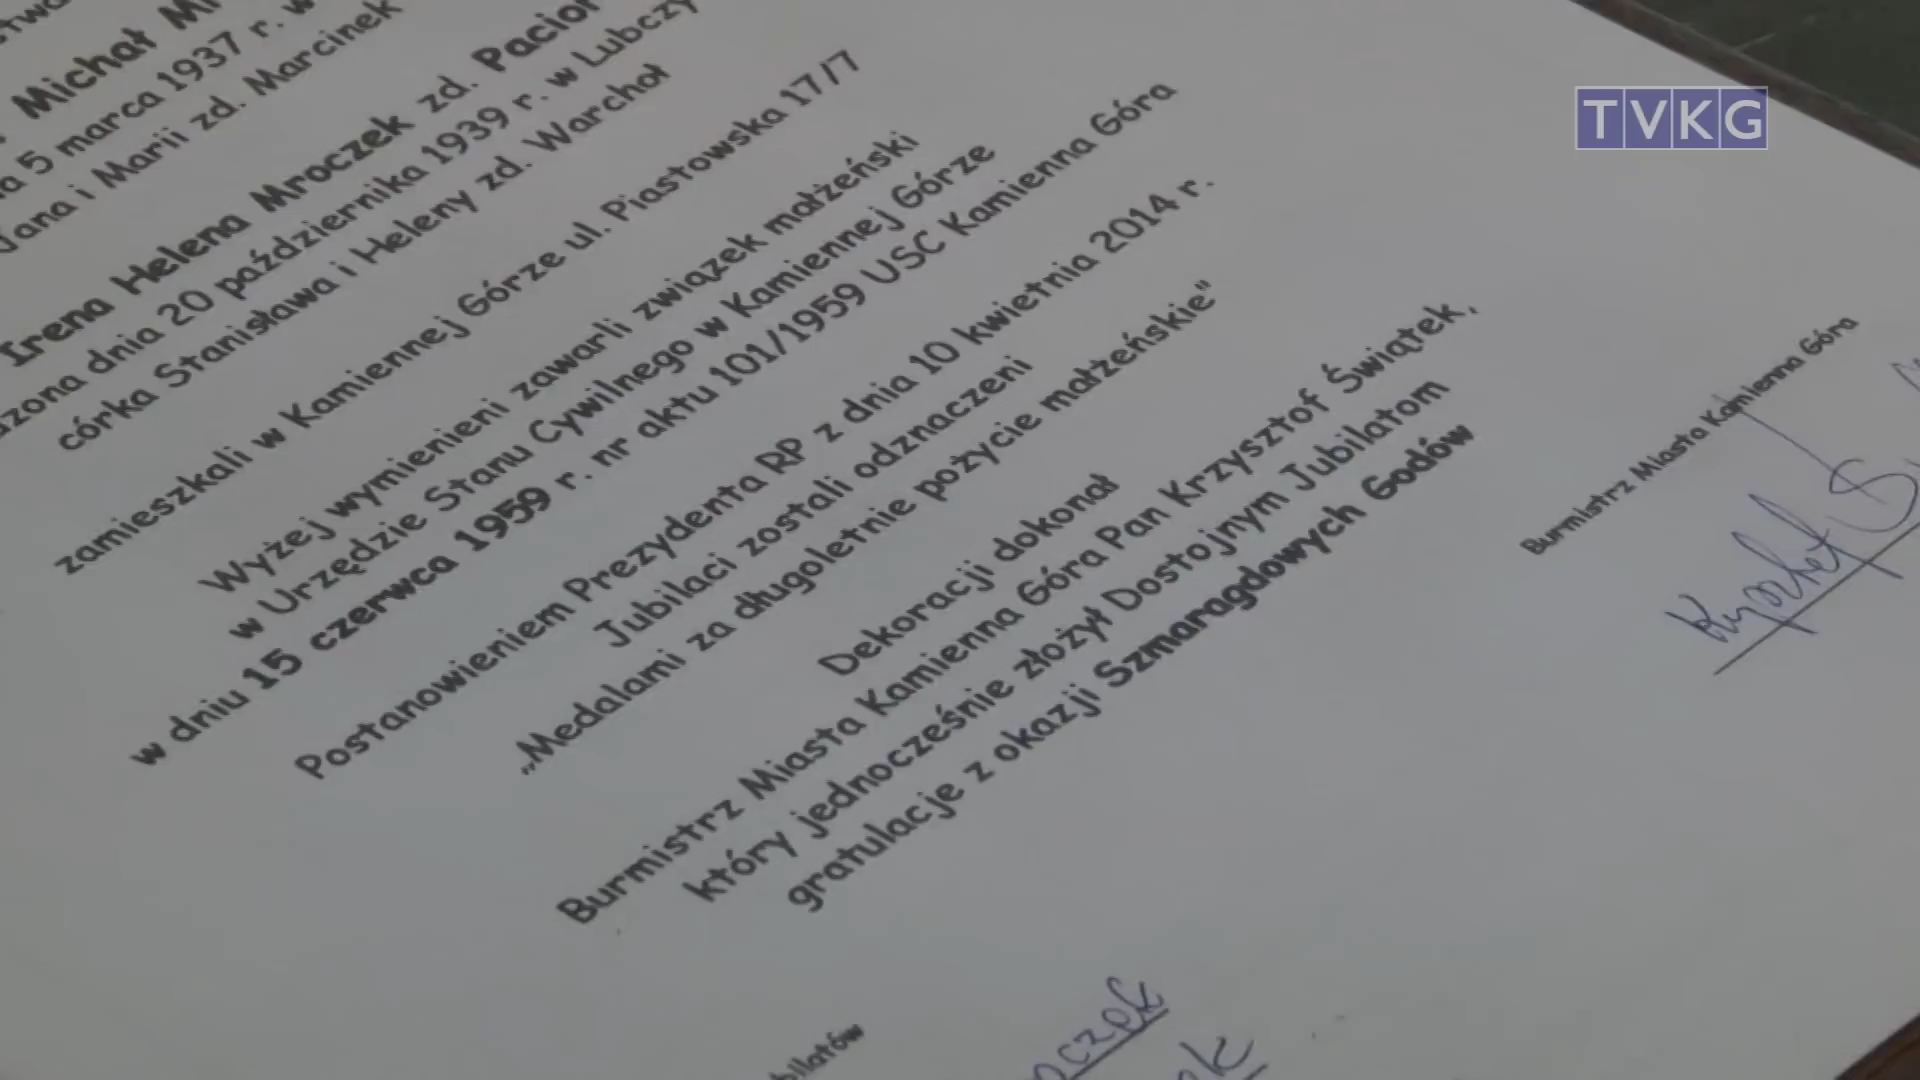 Michał
5 marca 1937 r. w
Jana i Marii zd. Marcinek
Irena Helena Mroczek zd.
dnia 20 października 1939 r. w
córka Stanisława i Heleny zd. Warchoł
zamieszkali w Kamiennej Górze ul. Piastowska 17/7
Wyżej wymienieni zawarli związek małżeński
w Urzędzie Stanu Cywilnego w Kamiennej Górze
w dniu 15 czerwca 1959 r. nr aktu 101/1959 USC Kamienna Góra
Postanowieniem Prezydenta RP z dnia 10 kwietnia 2014 r.
Jubilaci zostali odznaczeni
„Medalami za długoletnie pożycie małżeńskie"
Dekoracji dokonał
Burmistrz Miasta Kamienna Góra Pan Krzysztof Świątek,
który jednocześnie złożył Dostojnym Jubilatom
gratulacje z okazji Szmaragdowych Godów
Burmistrz Miasta Kamienna Góra
TVKG